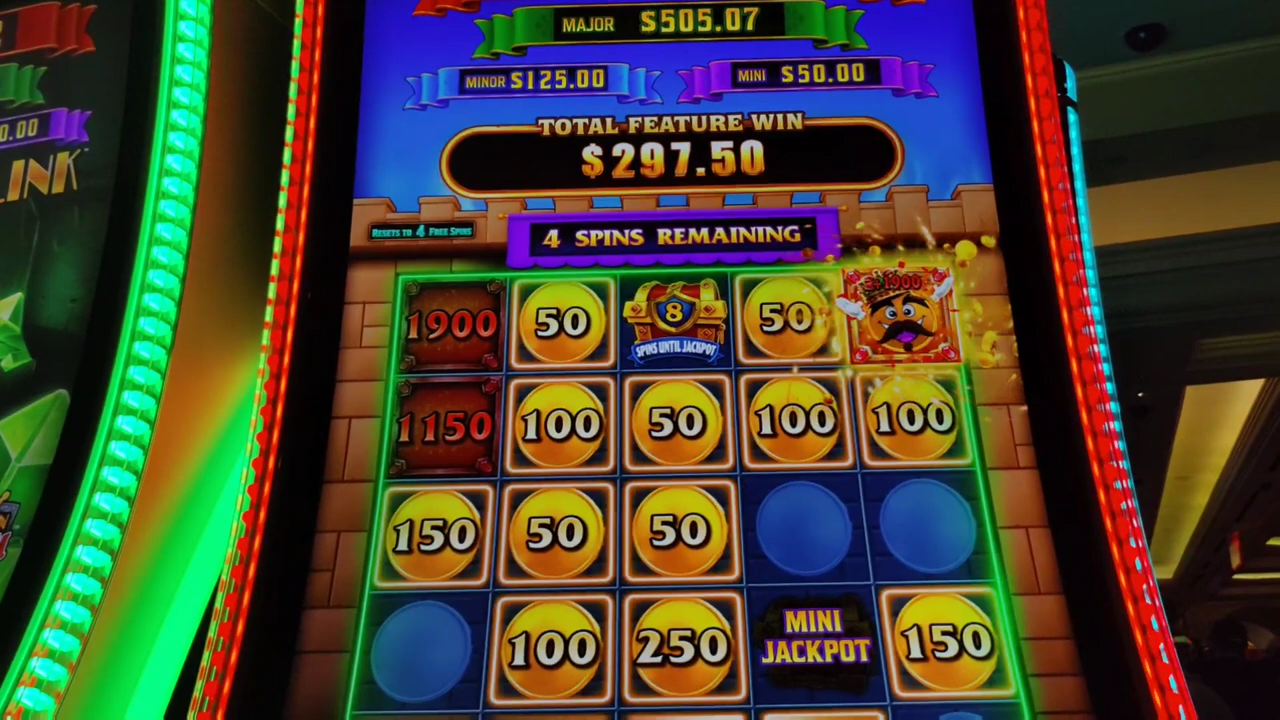 MAJOR $505.07
MINOR $125.00 MINI $50.00
0.00
TOTAL FEATURE WIN
$297.50
LINK
RESETS TO 4 FREE SPINS
4 SPINS REMAINING
1900 50 8 50 1900
SPINS UNTIL JACKPOT
1150 100 50 100 100
150 50 50
100 250 MINI JACKPOT 150